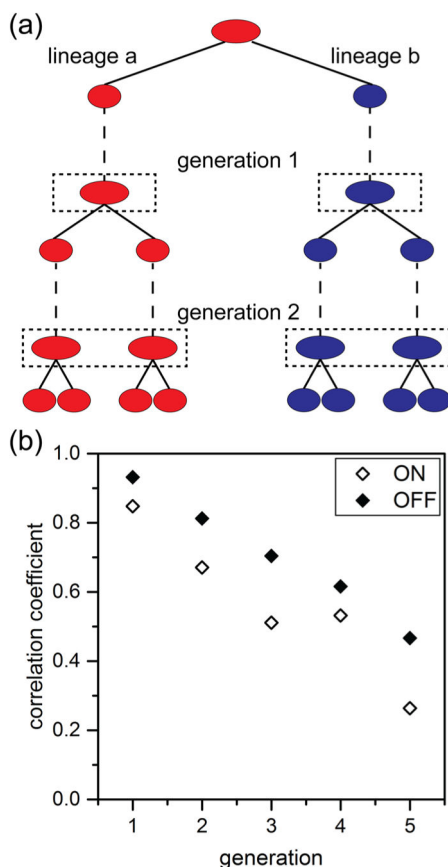 (a)
lineage a lineage b
generation 1
generation 2
(b)
1.0
0.8
0.6
0.4
0.2
0.0
correlation coefficient
ON
OFF
1 2 3 4 5
generation